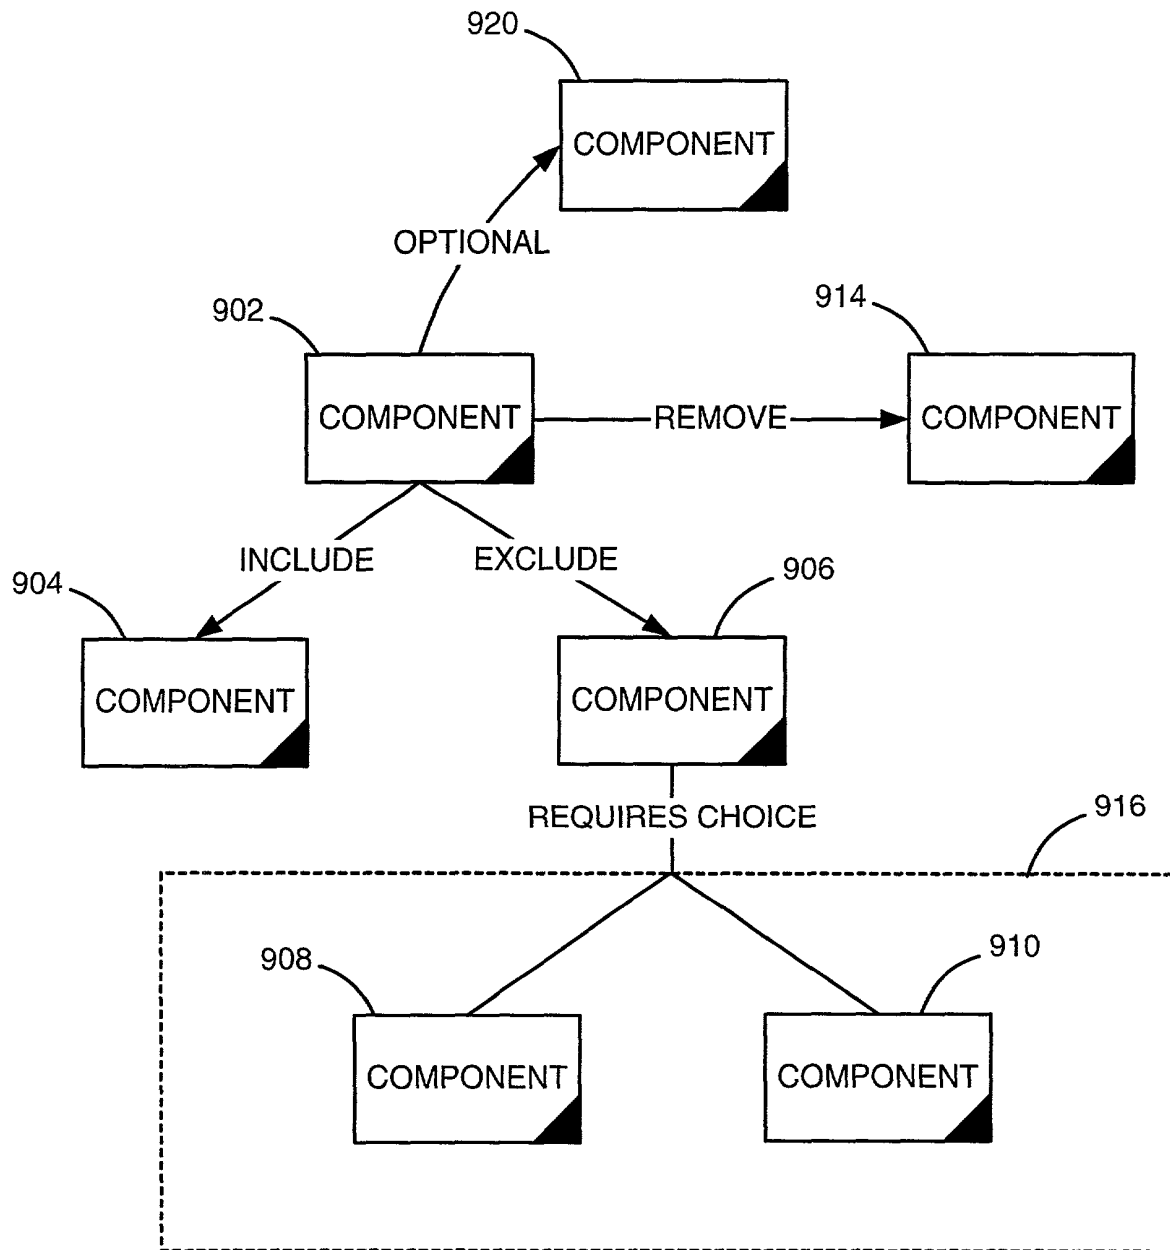 920
COMPONENT
OPTIONAL
902
914
COMPONENT
REMOVE
COMPONENT
INCLUDE
EXCLUDE
904
906
COMPONENT
COMPONENT
REQUIRES CHOICE
916
908
910
COMPONENT
COMPONENT